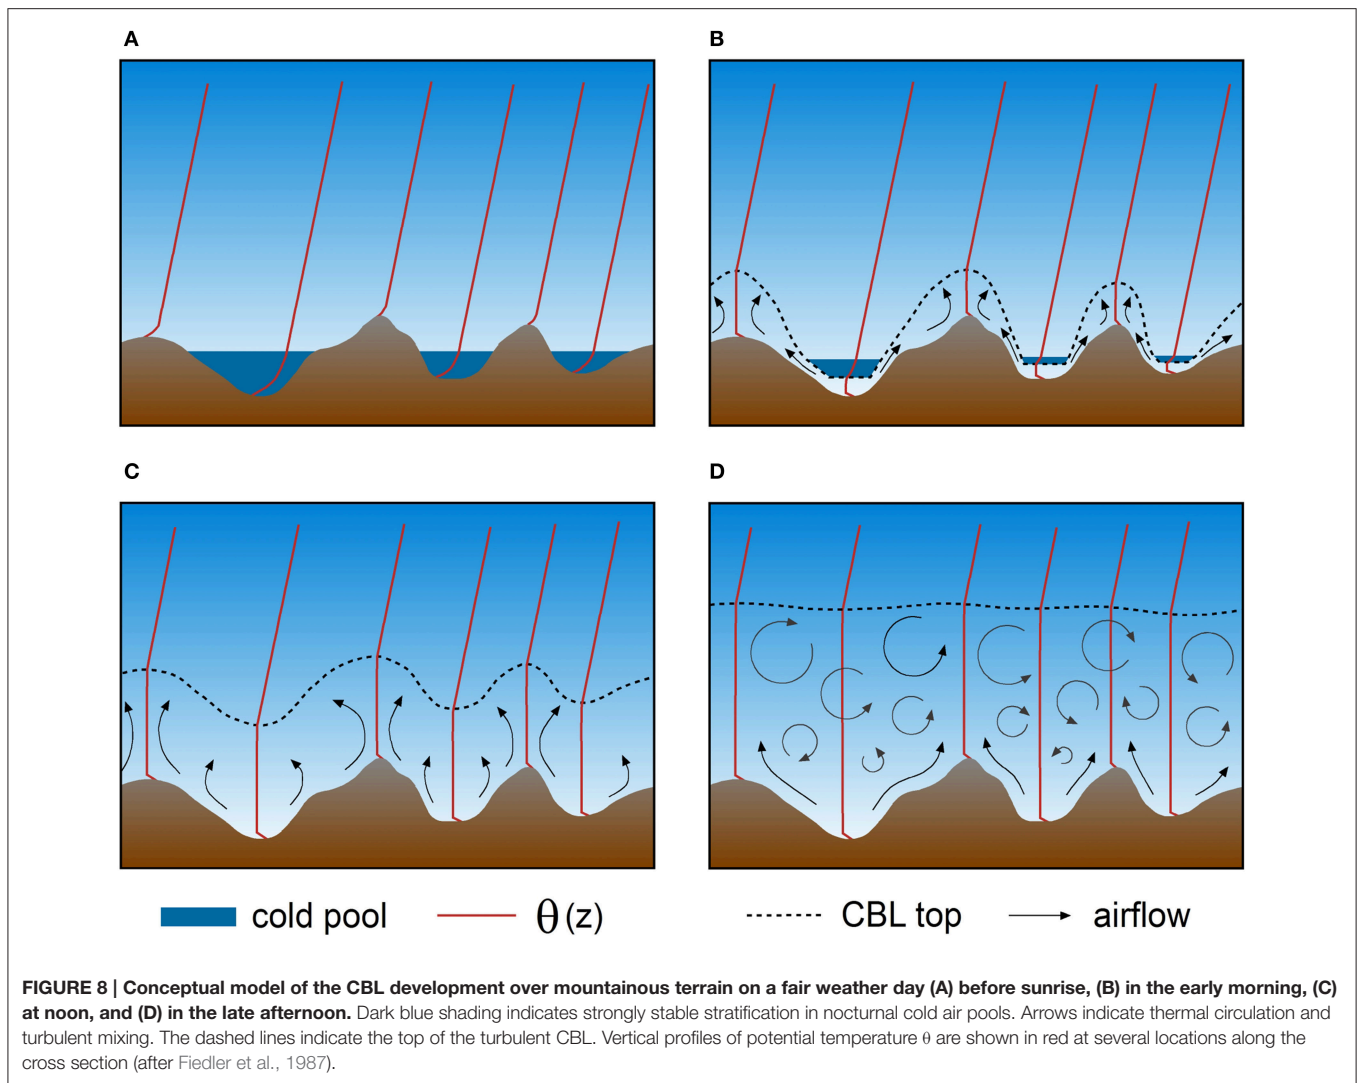 A
B
C
D
cold pool
θ(z)
CBL top
airflow
FIGURE 8 | Conceptual model of the CBL development over mountainous terrain on a fair weather day (A) before sunrise, (B) in the early morning, (C)
at noon, and (D) in the late afternoon. Dark blue shading indicates strongly stable stratification in nocturnal cold air pools. Arrows indicate thermal circulation and
turbulent mixing. The dashed lines indicate the top of the turbulent CBL. Vertical profiles of potential temperature θ are shown in red at several locations along the
cross section (after Fiedler et al., 1987).